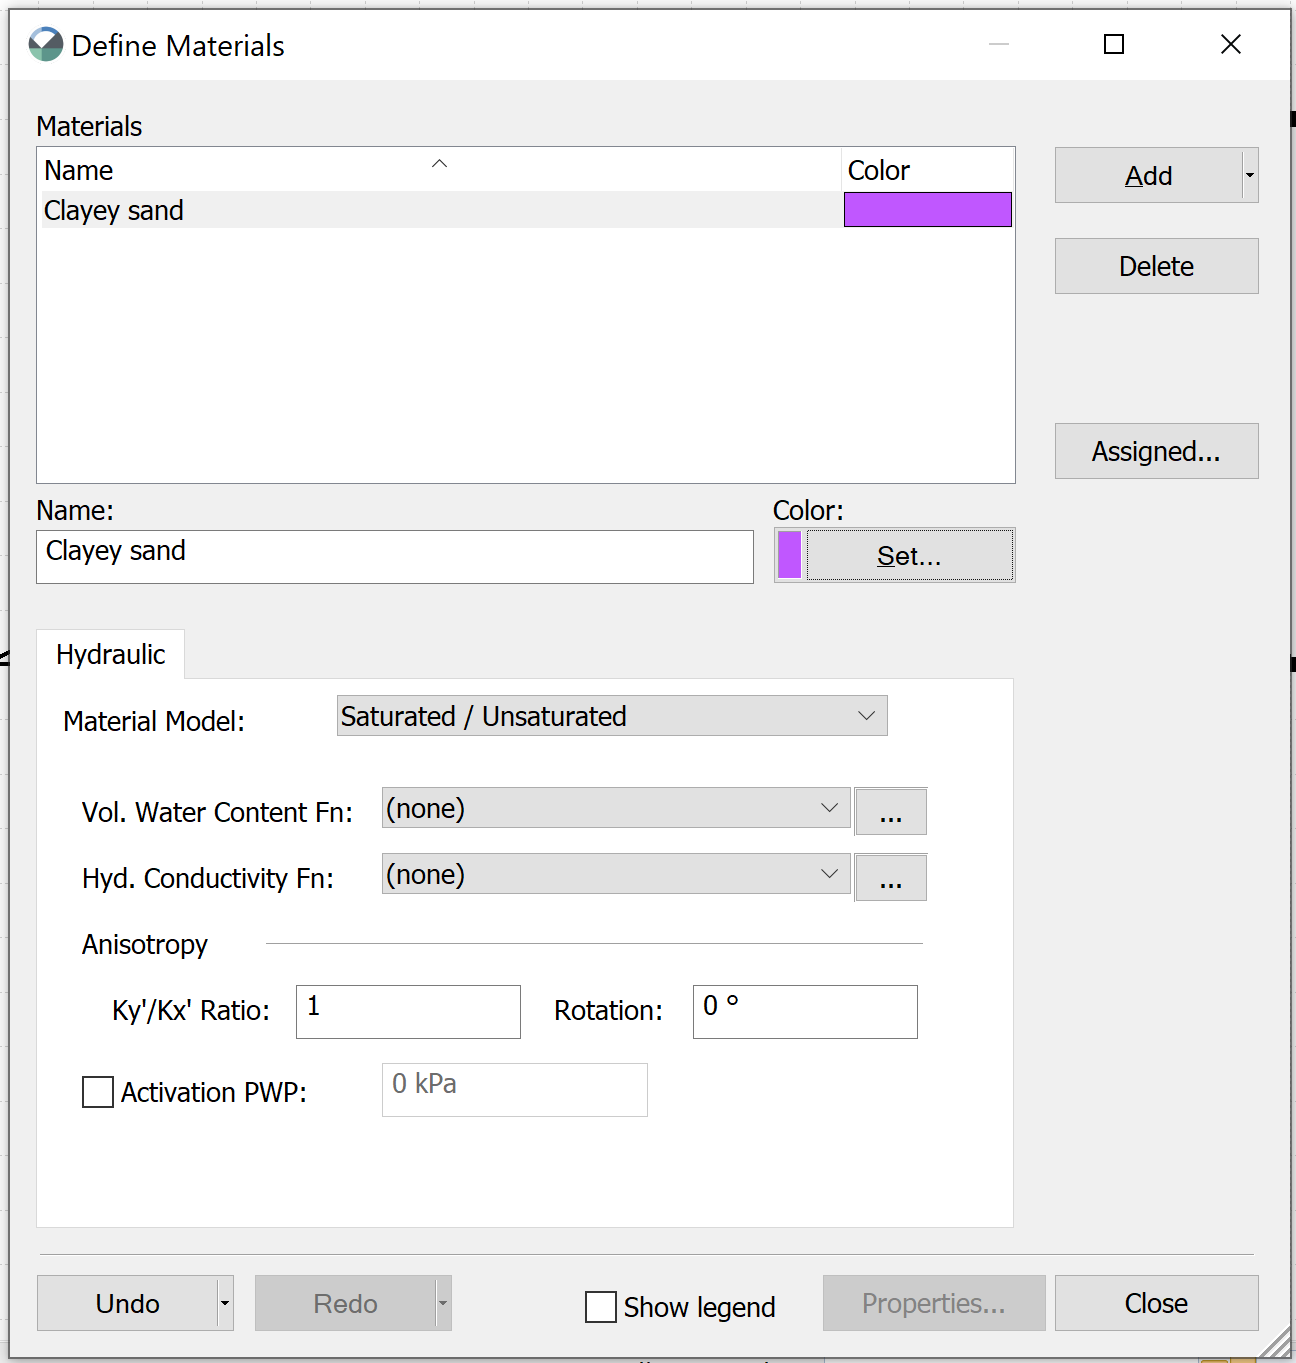 Define Materials
Materials
Name Color
Clayey sand
Add
Delete
Assigned...
Name: Color:
Clayey sand Set...
Hydraulic
Material Model: Saturated / Unsaturated
Vol. Water Content Fn: (none) ...
Hyd. Conductivity Fn: (none) ...
Anisotropy
Ky'/Kx' Ratio: 1 Rotation: 0 °
Activation PWP: 0 kPa
Undo Redo Show legend Properties... Close